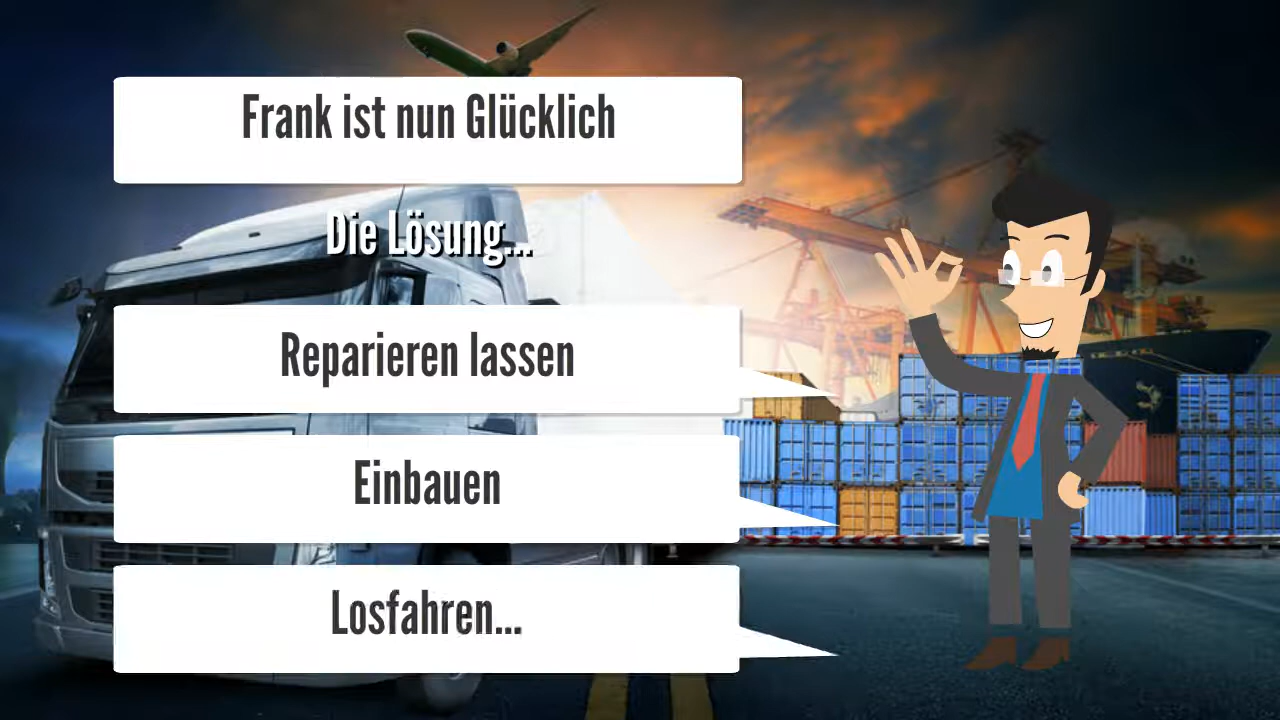 Frank ist nun Glücklich
Die Lösung...
Reparieren lassen
Einbauen
Losfahren...